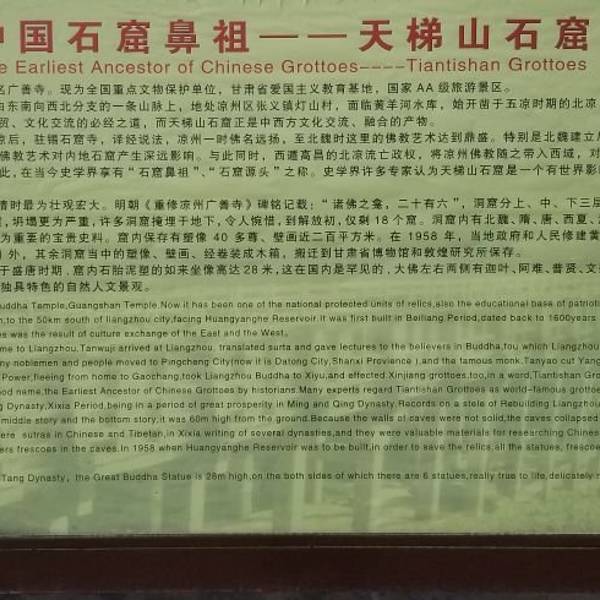 中国石窟鼻祖——天梯山石窟
e Earliest Ancestor of Chinese Grottoes----Tiantishan Grottoes
名广善寺。现为全国重点文物保护单位，甘肃省爱国主义教育基地，国家AA级旅游景区。
由东南向西北分支的一条山脉上，地处凉州区张义镇灯山村，面临黄羊河水库，始开凿于五凉时期的北凉
贸、文化交流的必经之道，而天梯山石窟正是中西方文化交流、融合的产物。
凉后，驻锡石窟寺，译经说法，凉州一时佛名远扬，至北魏时这里的佛教艺术达到鼎盛。特别是北魏建立后
佛教艺术对内地石窟产生深远影响。与此同时，西遁高昌的北凉流亡政权，将凉州佛教随之带入西域，对
此，在当今史学界享有“石窟鼻祖”、“石窟源头”之称。史学界许多专家认为天梯山石窟是一个有世界影响
清时最为壮观宏大。明朝《重修凉州广善寺》碑铭记载：“诸佛之龛，二十有六”，洞窟分上、中、下三层
，坍塌更为严重，许多洞窟掩埋于地下，令人惋惜，到解放初，仅剩18个窟。洞窟内有北魏、隋、唐、西夏、
为重要的宝贵史料。窟内保存有塑像40多尊、壁画近二百平方米。在1958年，当地政府和人民修建黄
）外，其余洞窟当中的塑像、壁画、经卷装成木箱，搬迁到甘肃省博物馆和敦煌研究所保存。
于盛唐时期，窟内石胎泥塑的如来坐像高达28米，这在国内是罕见的，大佛左右两侧有伽叶、阿难、普贤、文
独具特色的自然人文景观。
uddha Temple,Guangshan Temple.Now it has been one of the national protected units of relics,also the educational base of patrioti
n,to the 50km south of liangzhou city,facing Huangyanghe Reservoir.It was first built in Beiliang Period,dated back to 1600years
es was the result of culture exchange of the East and the West。
me to Liangzhou,Tanwuji arrived at Liangzhou, translated surta and gave lectures to the believers in Buddha,fou which Liangzhou
ny noblemen and people moved to Pingcheng City(now it is Datong City,Shanxi Provience ),and the famous monk.Tanyao cut Yang
Power,fleeing from home to Gaochang,took Liangzhou Buddha to Xiyu,and effected Xinjiang grottoes.too,in a word,Tiantishan Gro
ood name,the Earliest Ancestor of Chinese Grottoes by historians.Many experts regard Tiantishan Grottoes as world-famous grottoe
g Dynasty,Xixia Period,being in a period of great prosperity in Ming and Qing Dynasty.Records on a stele of Rebuilding Liangzhou
middle story and the bottom story,it was 60m high from the ground.Because the walls of caves were not solid,the caves collapsed
ere sutras in Chinese and Tibetan,in Xixia writing of several dynasties,and they were valuable materials for researching Chines
ers frescoes in the caves.In 1958 when Huangyanghe Reservoir was to be built,in order to save the relics,all the statues, frescoe
Tang Dynasty，the Great Buddha Statue is 28m high,on the both sides of which there are 6 statues,really true to life,delicately